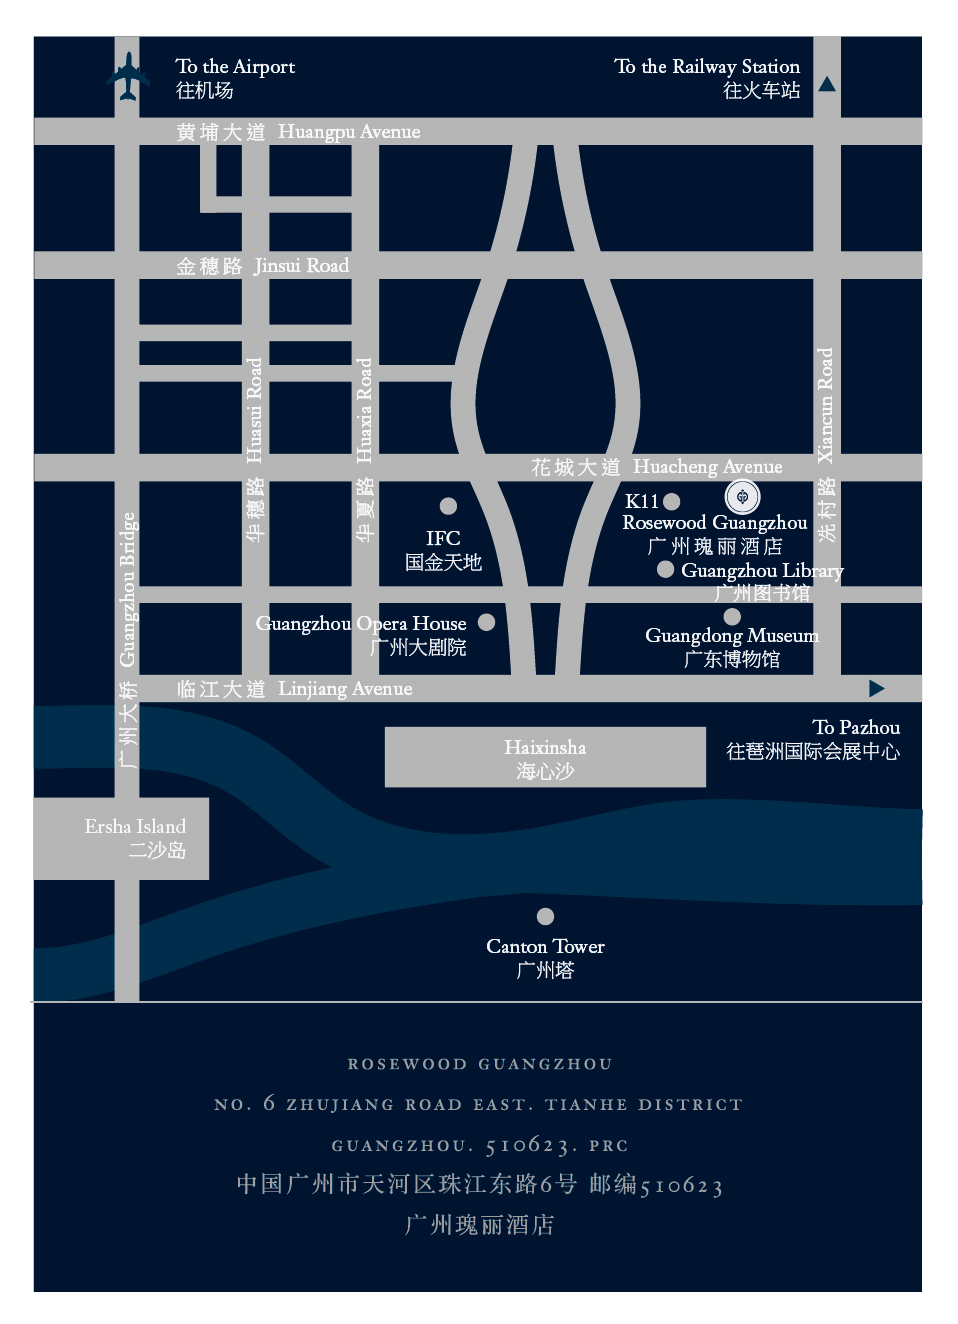 To the Airport
往机场
To the Railway Station
往火车站
黄埔大道 Huangpu Avenue
金穗路 Jinsui Road
华穗路 Huasui Road
华夏路 Huaxia Road
冼村路 Xiancun Road
花城大道 Huacheng Avenue
K11
Rosewood Guangzhou
广州瑰丽酒店
IFC
国金天地
Guangzhou Library
广州图书馆
Guangzhou Opera House
广州大剧院
Guangdong Museum
广东博物馆
广州大桥 Guangzhou Bridge
临江大道 Linjiang Avenue
To Pazhou
往琶洲国际会展中心
Haixinsha
海心沙
Ersha Island
二沙岛
Canton Tower
广州塔
ROSEWOOD GUANGZHOU
NO. 6 ZHUJIANG ROAD EAST. TIANHE DISTRICT
GUANGZHOU. 510623. PRC
中国广州市天河区珠江东路6号 邮编510623
广州瑰丽酒店